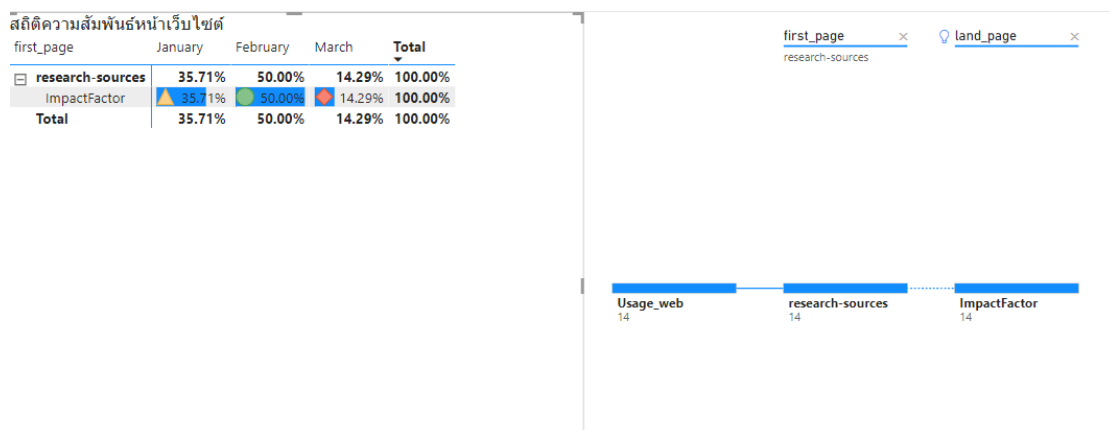 สถิติความสัมพันธ์หน้าเว็บไซต์
first_page January February March Total
research-sources 35.71% 50.00% 14.29% 100.00%
ImpactFactor 35.71% 50.00% 14.29% 100.00%
Total 35.71% 50.00% 14.29% 100.00%
first_page × land_page ×
research-sources
Usage_web research-sources ImpactFactor
14 14 14